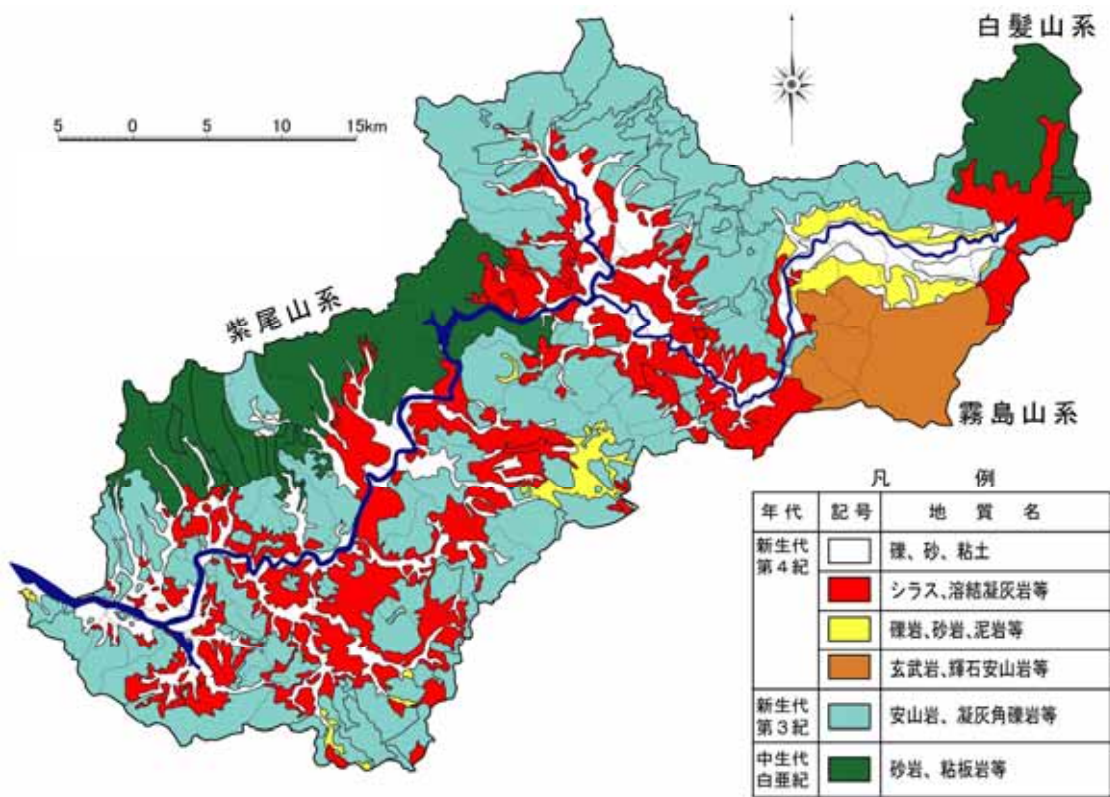 白髪山系
5 0 5 10 15km
紫尾山系
霧島山系
凡例
年代 記号 地質名
新生代
第4紀
礫、砂、粘土
シラス、溶結凝灰岩等
礫岩、砂岩、泥岩等
玄武岩、輝石安山岩等
新生代
第3紀
安山岩、凝灰角礫岩等
中生代
白亜紀
砂岩、粘板岩等